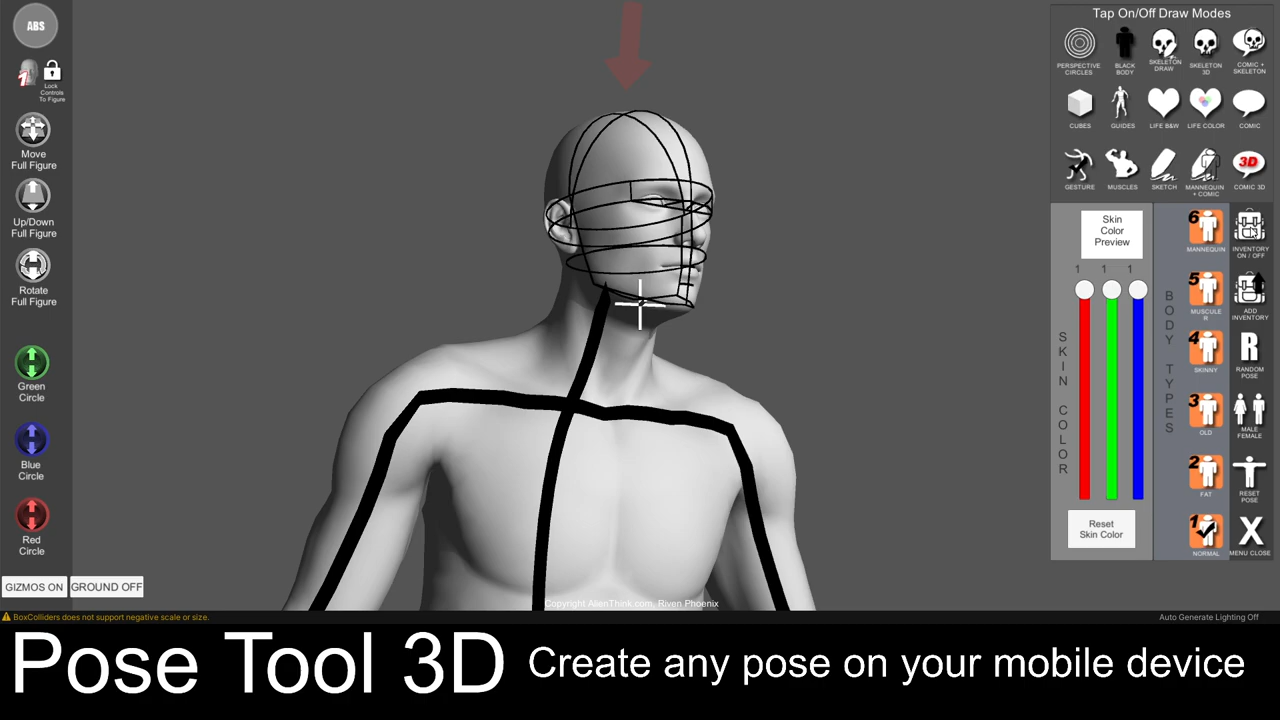 ABS
Lock
Controls
To Figure
Move
Full Figure
Up/Down
Full Figure
Rotate
Full Figure
Green
Circle
Blue
Circle
Red
Circle
GIZMOS ON
GROUND OFF
Tap On/Off Draw Modes
PERSPECTIVE
CIRCLES
BLACK
BODY
SKELETON
DRAW
SKELETON
3D
COMIC +
SKELETON
CUBES
GUIDES
LIFE B&W
LIFE COLOR
COMIC
GESTURE
MUSCLES
SKETCH
MANNEQUIN
+ COMIC
3D
COMIC 3D
Skin
Color
Preview
1 1 1
SKIN COLOR
Reset
Skin Color
BODY TYPES
6
MANNEQUIN
5
MUSCULE
R
4
SKINNY
3
OLD
2
FAT
1
NORMAL
INVENTORY
ON / OFF
ADD
INVENTORY
R
RANDOM
POSE
MALE
FEMALE
RESET
POSE
X
MENU CLOSE
Copyright AlienThink.com, Riven Phoenix
BoxColliders does not support negative scale or size.
Auto Generate Lighting Off
Pose Tool 3D
Create any pose on your mobile device